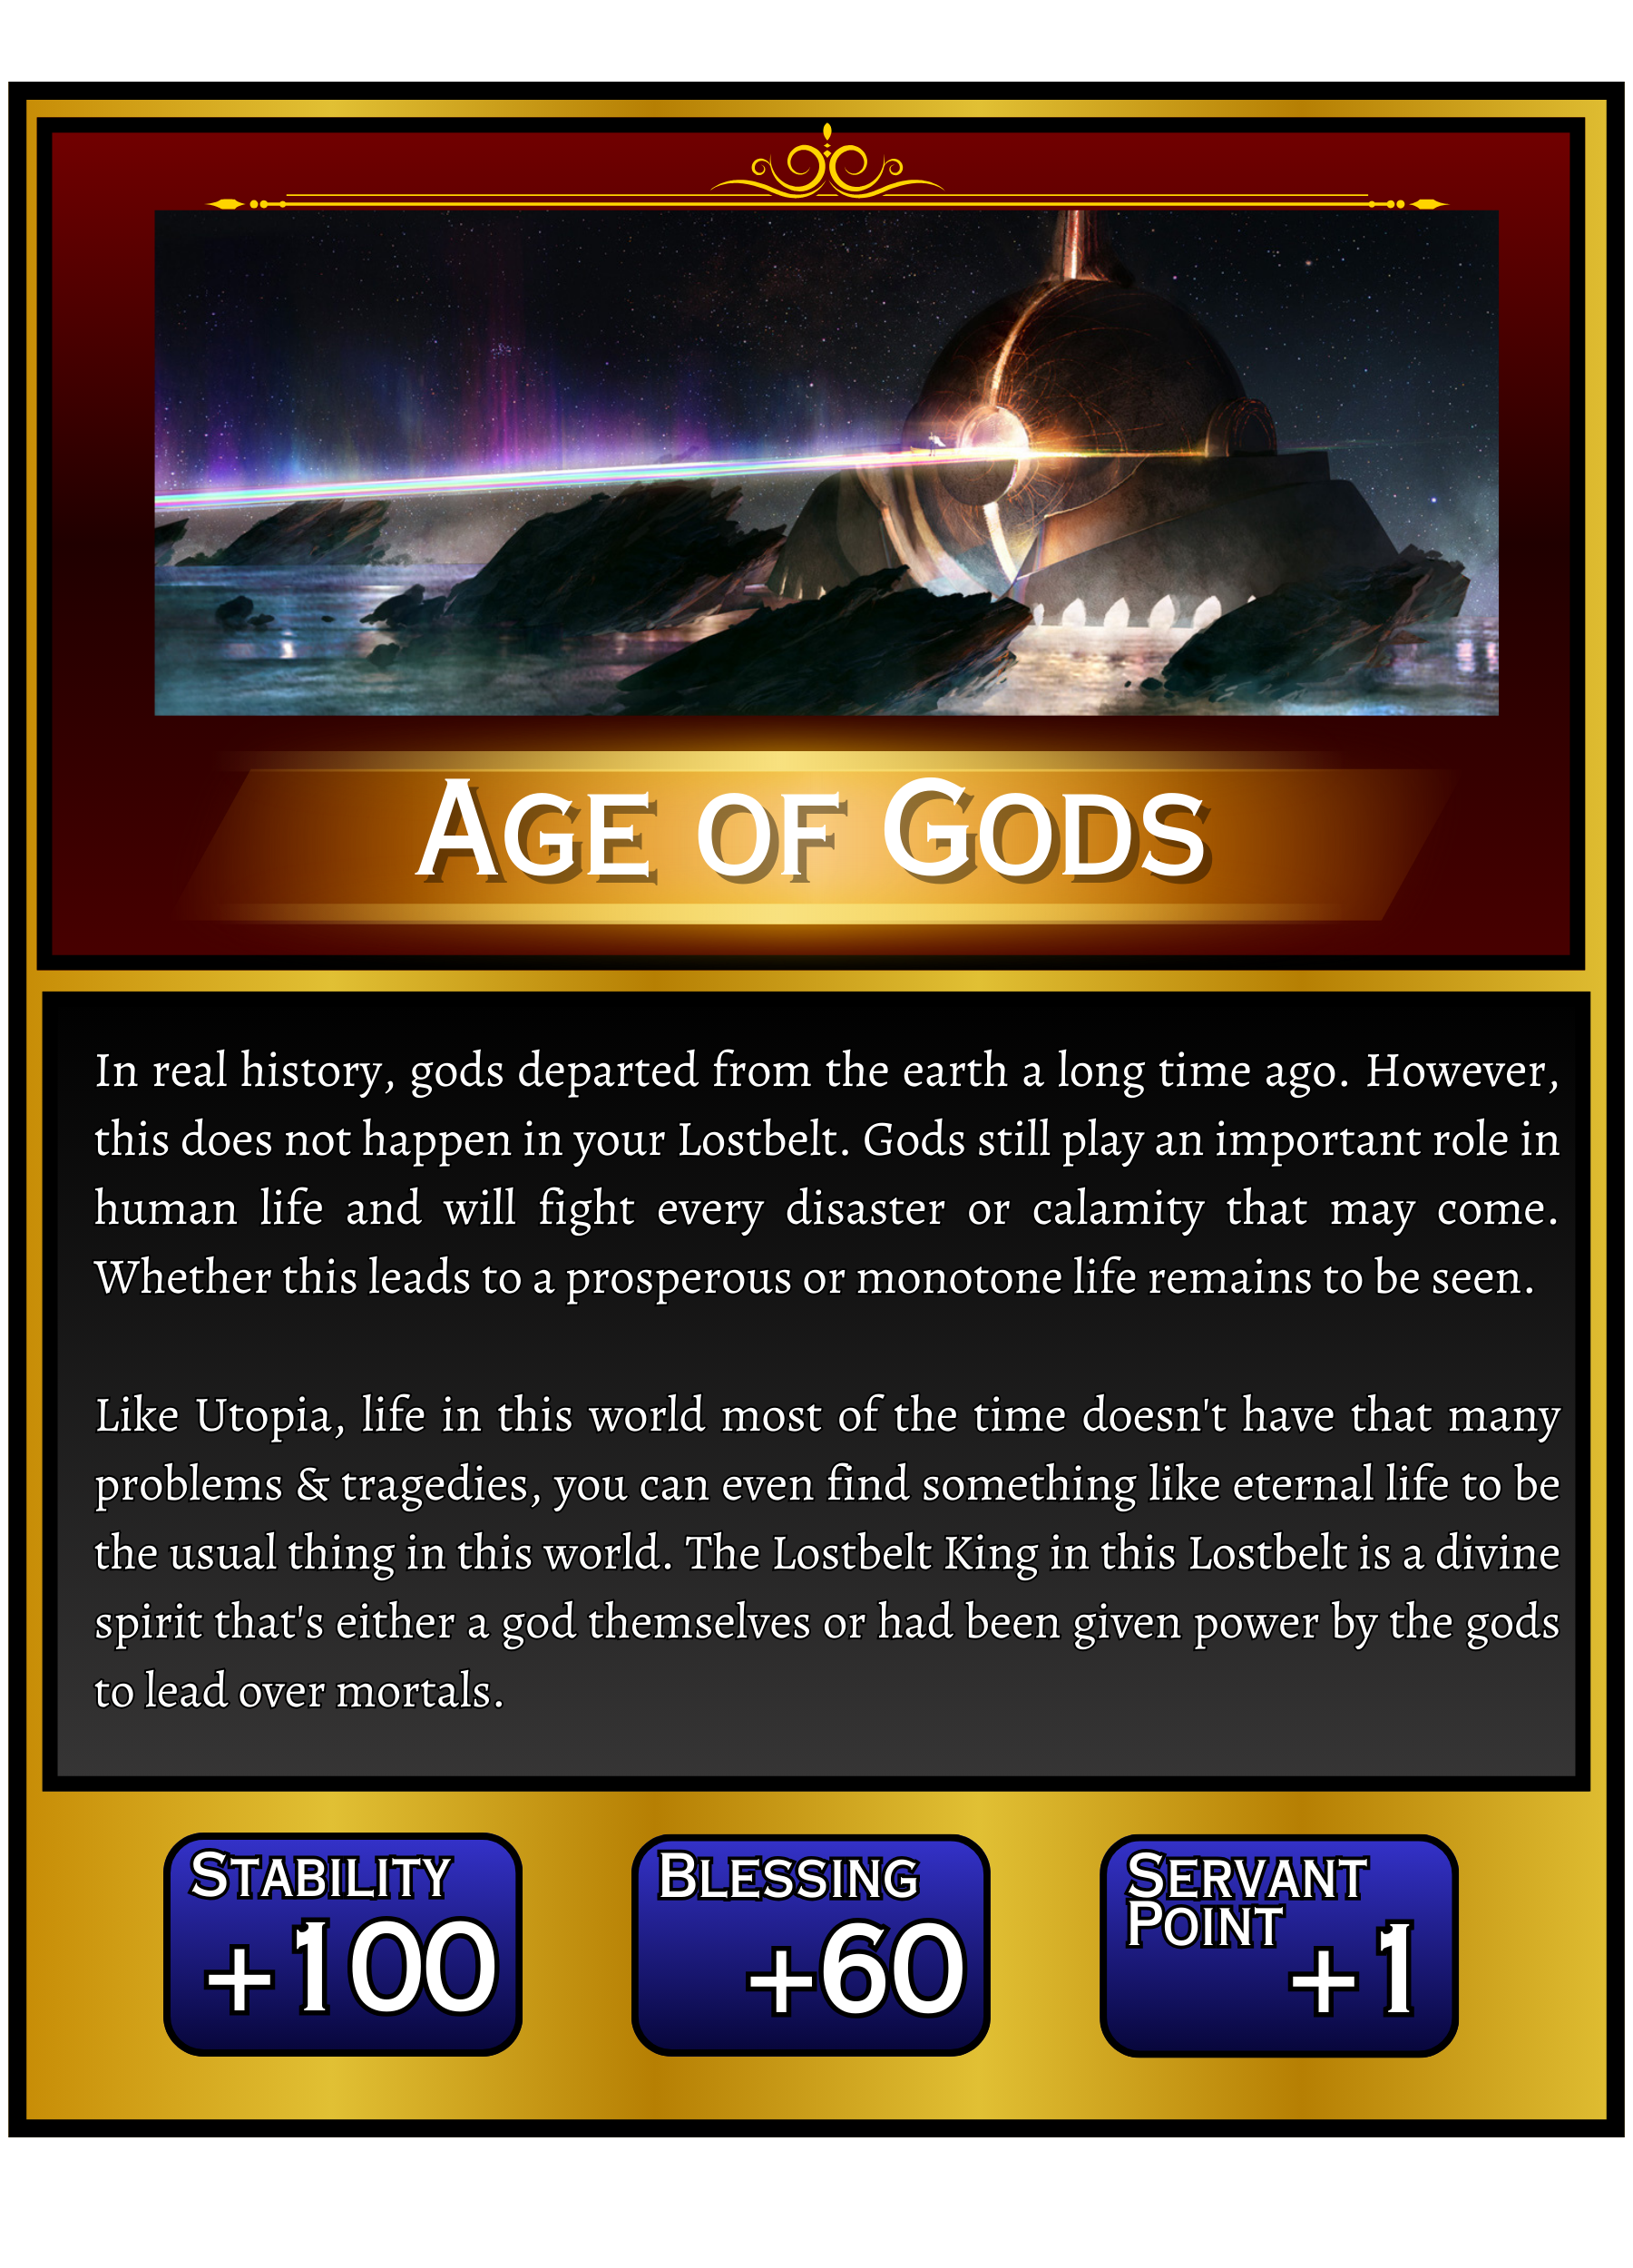 Age of Gods
In real history, gods departed from the earth a long time ago. However,
this does not happen in your Lostbelt. Gods still play an important role in
human life and will fight every disaster or calamity that may come.
Whether this leads to a prosperous or monotone life remains to be seen.
Like Utopia, life in this world most of the time doesn't have that many
problems & tragedies, you can even find something like eternal life to be
the usual thing in this world. The Lostbelt King in this Lostbelt is a divine
spirit that's either a god themselves or had been given power by the gods
to lead over mortals.
Stability
+100
Blessing
+60
Servant
Point
+1